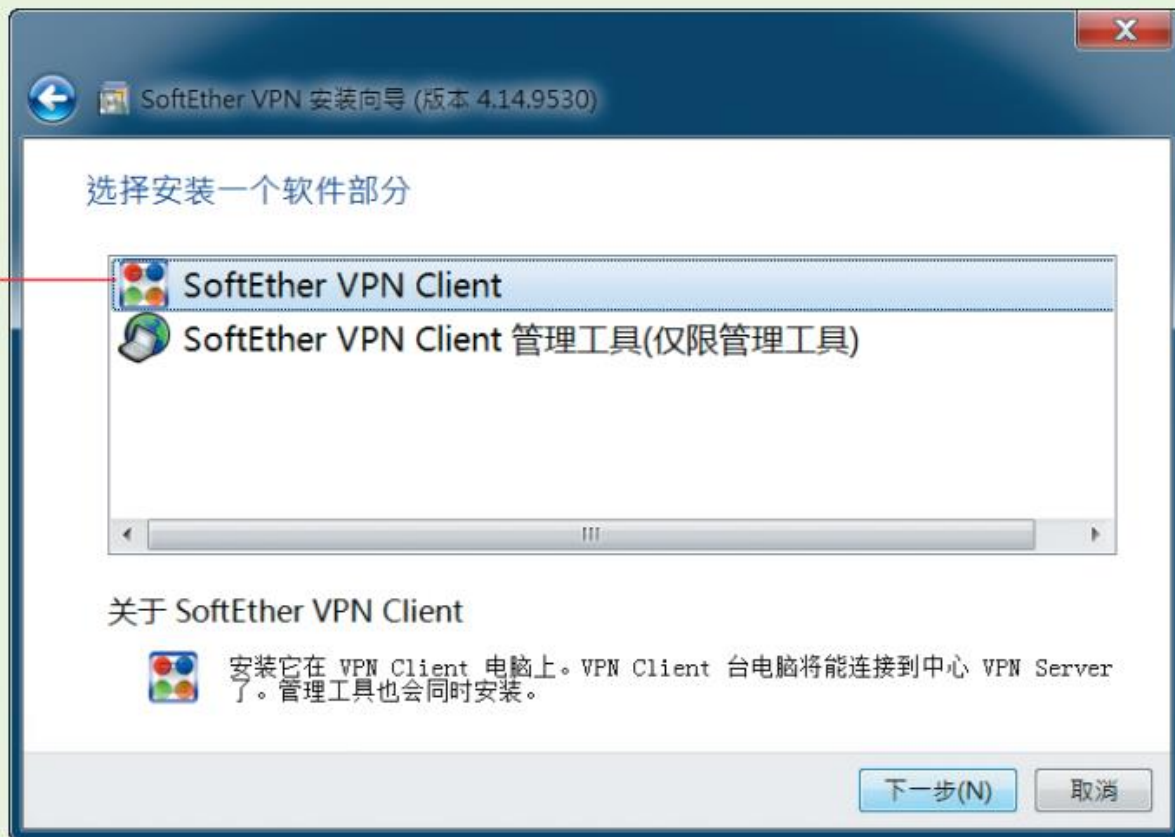 SoftEther VPN 安装向导 (版本 4.14.9530)
选择安装一个软件部分
SoftEther VPN Client
SoftEther VPN Client 管理工具(仅限管理工具)
关于 SoftEther VPN Client
安装它在 VPN Client 电脑上。VPN Client 台电脑将能连接到中心 VPN Server
了。管理工具也会同时安装。
下一步(N) 取消